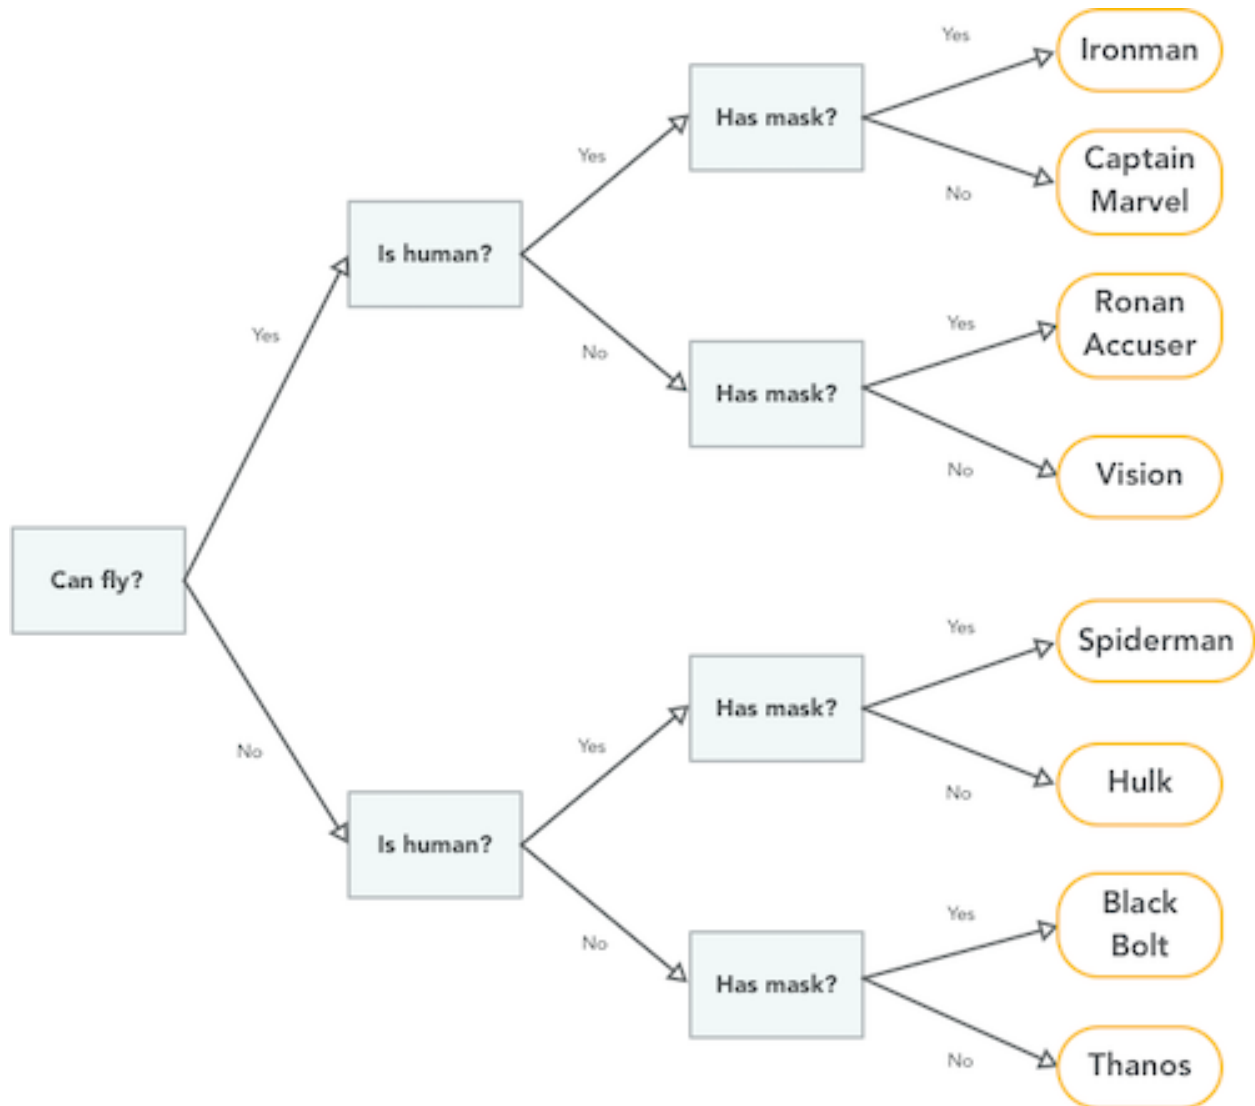 Yes
Ironman
Has mask?
Captain
Marvel
No
Yes
Is human?
Ronan
Accuser
Yes
Yes
No
Has mask?
Vision
No
Can fly?
Spiderman
Yes
Has mask?
Yes
No
Hulk
No
Is human?
Black
Bolt
Yes
No
Has mask?
Thanos
No